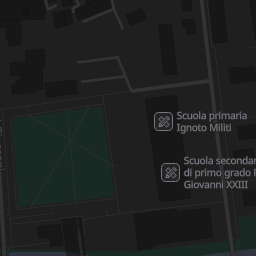 Scuola primaria
Ignoto Militi
Scuola secondar
di primo grado
Giovanni XXIII